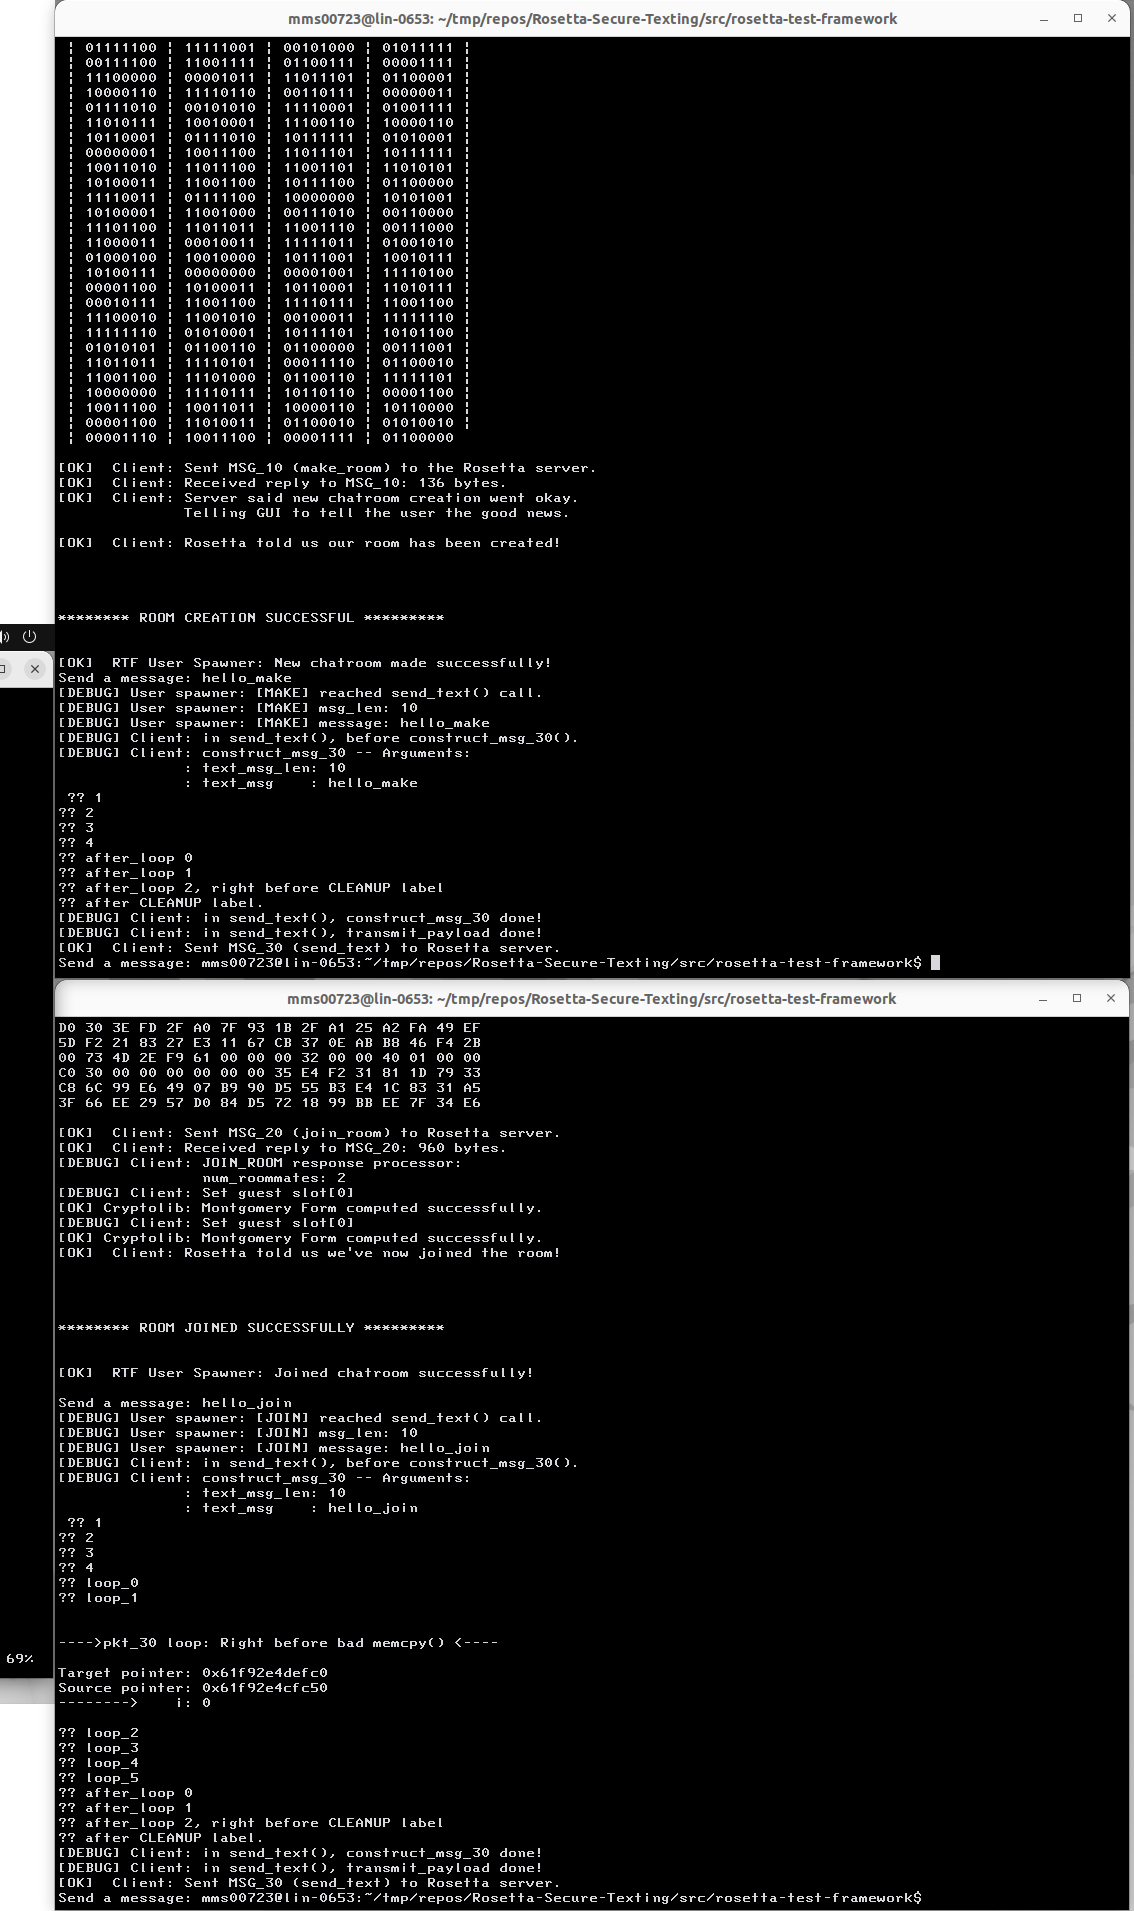 mms00723@lin-0653: ~/tmp/repos/Rosetta-Secure-Texting/src/rosetta-test-framework
¦ 01111100 ¦ 11111001 ¦ 00101000 ¦ 01011111 ¦
¦ 00111100 ¦ 11001111 ¦ 01100111 ¦ 00001111 ¦
¦ 11100000 ¦ 00001011 ¦ 11011101 ¦ 01100001 ¦
¦ 10000110 ¦ 11110110 ¦ 00110111 ¦ 00000011 ¦
¦ 01111010 ¦ 00101010 ¦ 11110001 ¦ 01001111 ¦
¦ 11010111 ¦ 10010001 ¦ 11100110 ¦ 10000110 ¦
¦ 10110001 ¦ 01111010 ¦ 10111111 ¦ 01010001 ¦
¦ 00000001 ¦ 10011100 ¦ 11011101 ¦ 10111111 ¦
¦ 10011010 ¦ 11011100 ¦ 11001101 ¦ 11010101 ¦
¦ 10100011 ¦ 11001100 ¦ 10111100 ¦ 01100000 ¦
¦ 11110011 ¦ 01111100 ¦ 10000000 ¦ 10101001 ¦
¦ 10100001 ¦ 11001000 ¦ 00111010 ¦ 00110000 ¦
¦ 11101100 ¦ 11011011 ¦ 11001110 ¦ 00111000 ¦
¦ 11000011 ¦ 00010011 ¦ 11111011 ¦ 01001010 ¦
¦ 01000100 ¦ 10010000 ¦ 10111001 ¦ 10010111 ¦
¦ 10100111 ¦ 00000000 ¦ 00001001 ¦ 11110100 ¦
¦ 00001100 ¦ 10100011 ¦ 10110001 ¦ 11010111 ¦
¦ 00010111 ¦ 11001100 ¦ 11110111 ¦ 11001100 ¦
¦ 11100010 ¦ 11001010 ¦ 00100011 ¦ 11111110 ¦
¦ 11111110 ¦ 01010001 ¦ 10111101 ¦ 10101100 ¦
¦ 01010101 ¦ 01100110 ¦ 01100000 ¦ 00111001 ¦
¦ 11011011 ¦ 11110101 ¦ 00011110 ¦ 01100010 ¦
¦ 11001100 ¦ 11101000 ¦ 01100110 ¦ 11111101 ¦
¦ 10000000 ¦ 11110111 ¦ 10110110 ¦ 00001100 ¦
¦ 10011100 ¦ 10011011 ¦ 10000110 ¦ 10110000 ¦
¦ 00001100 ¦ 11010011 ¦ 01100010 ¦ 01010010 ¦
¦ 00001110 ¦ 10011100 ¦ 00001111 ¦ 01100000
[OK]  Client: Sent MSG_10 (make_room) to the Rosetta server.
[OK]  Client: Received reply to MSG_10: 136 bytes.
[OK]  Client: Server said new chatroom creation went okay.
Telling GUI to tell the user the good news.
[OK]  Client: Rosetta told us our room has been created!
******** ROOM CREATION SUCCESSFUL *********
[OK]  RTF User Spawner: New chatroom made successfully!
Send a message: hello_make
[DEBUG] User spawner: [MAKE] reached send_text() call.
[DEBUG] User spawner: [MAKE] msg_len: 10
[DEBUG] User spawner: [MAKE] message: hello_make
[DEBUG] Client: in send_text(), before construct_msg_30().
[DEBUG] Client: construct_msg_30 -- Arguments:
: text_msg_len: 10
: text_msg    : hello_make
?? 1
?? 2
?? 3
?? 4
?? after_loop 0
?? after_loop 1
?? after_loop 2, right before CLEANUP label
?? after CLEANUP label.
[DEBUG] Client: in send_text(), construct_msg_30 done!
[DEBUG] Client: in send_text(), transmit_payload done!
[OK]  Client: Sent MSG_30 (send_text) to Rosetta server.
Send a message: mms00723@lin-0653:~/tmp/repos/Rosetta-Secure-Texting/src/rosetta-test-framework$
mms00723@lin-0653: ~/tmp/repos/Rosetta-Secure-Texting/src/rosetta-test-framework
D0 30 3E FD 2F A0 7F 93 1B 2F A1 25 A2 FA 49 EF
5D F2 21 83 27 E3 11 67 CB 37 0E AB B8 46 F4 2B
00 73 4D 2E F9 61 00 00 00 32 00 00 40 01 00 00
C0 30 00 00 00 00 00 00 35 E4 F2 31 81 1D 79 33
C8 6C 99 E6 49 07 B9 90 D5 55 B3 E4 1C 83 31 A5
3F 66 EE 29 57 D0 84 D5 72 18 99 BB EE 7F 34 E6
[OK]  Client: Sent MSG_20 (join_room) to Rosetta server.
[OK]  Client: Received reply to MSG_20: 960 bytes.
[DEBUG] Client: JOIN_ROOM response processor:
num_roommates: 2
[DEBUG] Client: Set guest slot[0]
[OK] Cryptolib: Montgomery Form computed successfully.
[DEBUG] Client: Set guest slot[0]
[OK] Cryptolib: Montgomery Form computed successfully.
[OK]  Client: Rosetta told us we've now joined the room!
******** ROOM JOINED SUCCESSFULLY *********
[OK]  RTF User Spawner: Joined chatroom successfully!
Send a message: hello_join
[DEBUG] User spawner: [JOIN] reached send_text() call.
[DEBUG] User spawner: [JOIN] msg_len: 10
[DEBUG] User spawner: [JOIN] message: hello_join
[DEBUG] Client: in send_text(), before construct_msg_30().
[DEBUG] Client: construct_msg_30 -- Arguments:
: text_msg_len: 10
: text_msg    : hello_join
?? 1
?? 2
?? 3
?? 4
?? loop_0
?? loop_1
---->pkt_30 loop: Right before bad memcpy() <----
Target pointer: 0x61f92e4defc0
Source pointer: 0x61f92e4cfc50
-------->    i: 0
?? loop_2
?? loop_3
?? loop_4
?? loop_5
?? after_loop 0
?? after_loop 1
?? after_loop 2, right before CLEANUP label
?? after CLEANUP label.
[DEBUG] Client: in send_text(), construct_msg_30 done!
[DEBUG] Client: in send_text(), transmit_payload done!
[OK]  Client: Sent MSG_30 (send_text) to Rosetta server.
Send a message: mms00723@lin-0653:~/tmp/repos/Rosetta-Secure-Texting/src/rosetta-test-framework$
69%